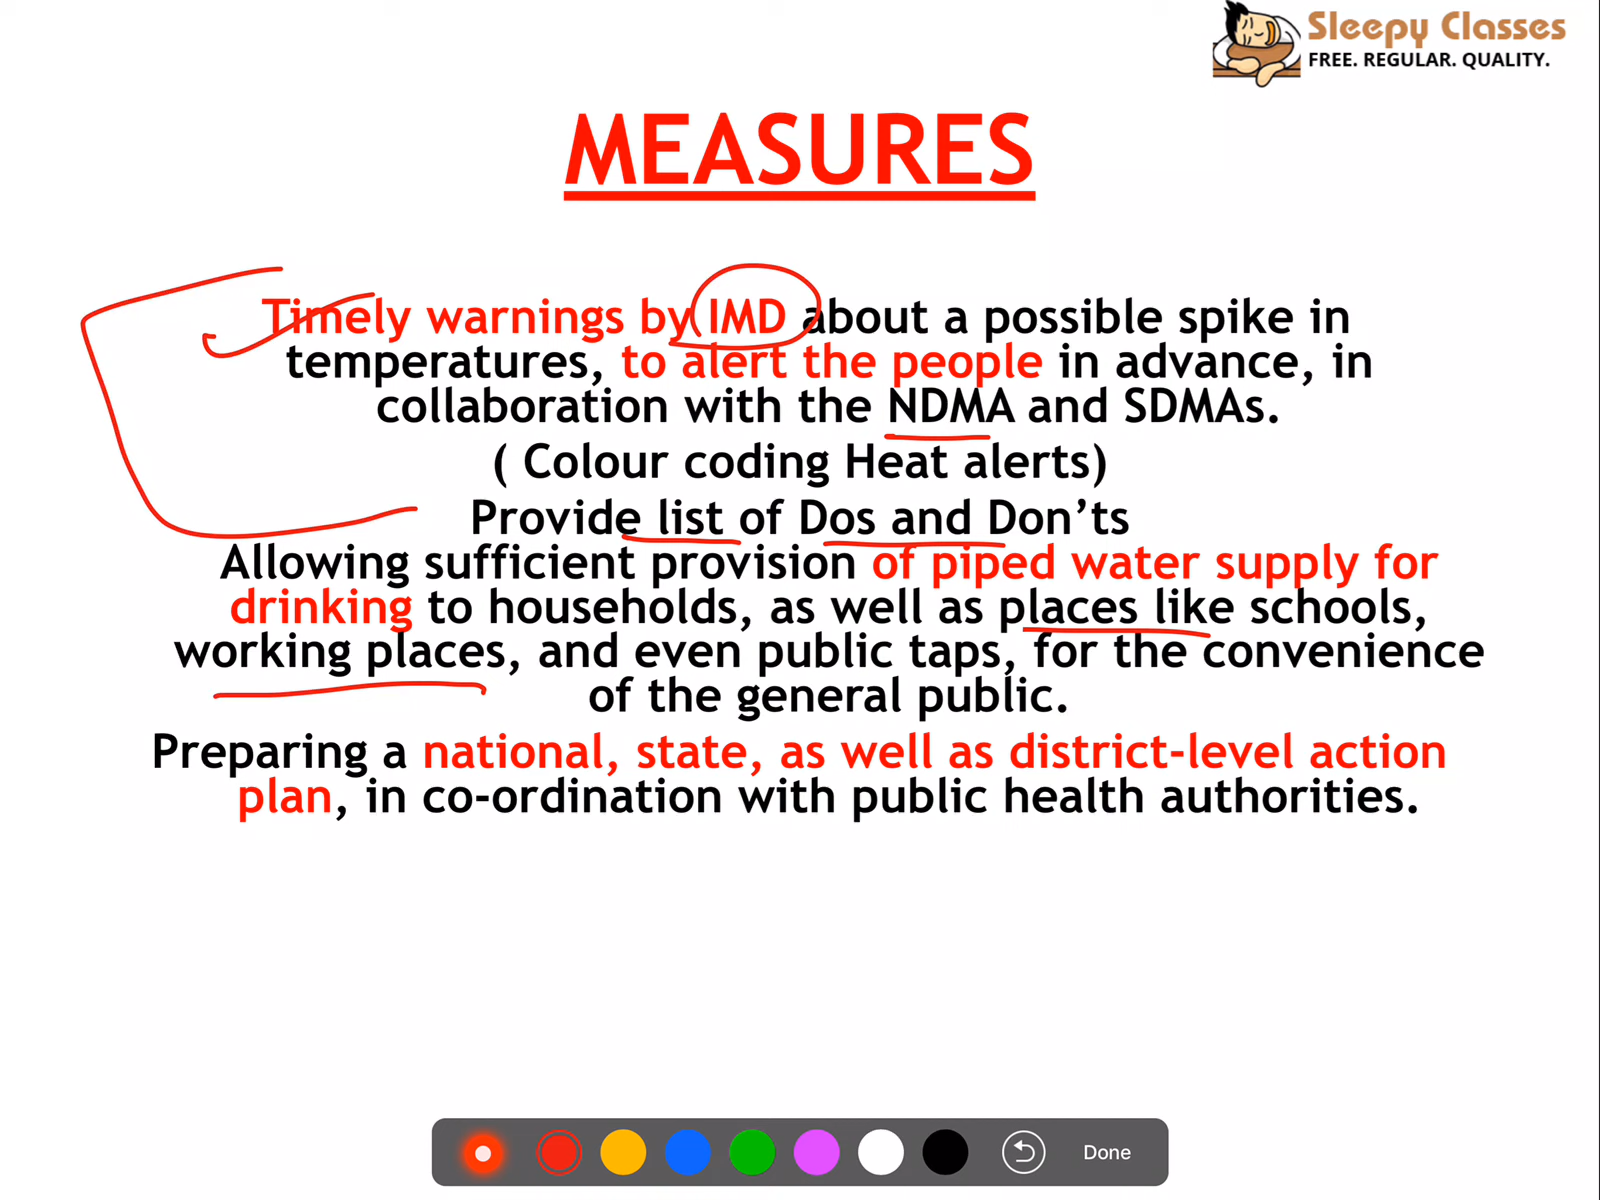 Sleepy Classes
FREE. REGULAR. QUALITY.
MEASURES
Timely warnings by IMD about a possible spike in
temperatures, to alert the people in advance, in
collaboration with the NDMA and SDMAs.
( Colour coding Heat alerts)
Provide list of Dos and Don’ts
Allowing sufficient provision of piped water supply for
drinking to households, as well as places like schools,
working places, and even public taps, for the convenience
of the general public.
Preparing a national, state, as well as district-level action
plan, in co-ordination with public health authorities.
Done